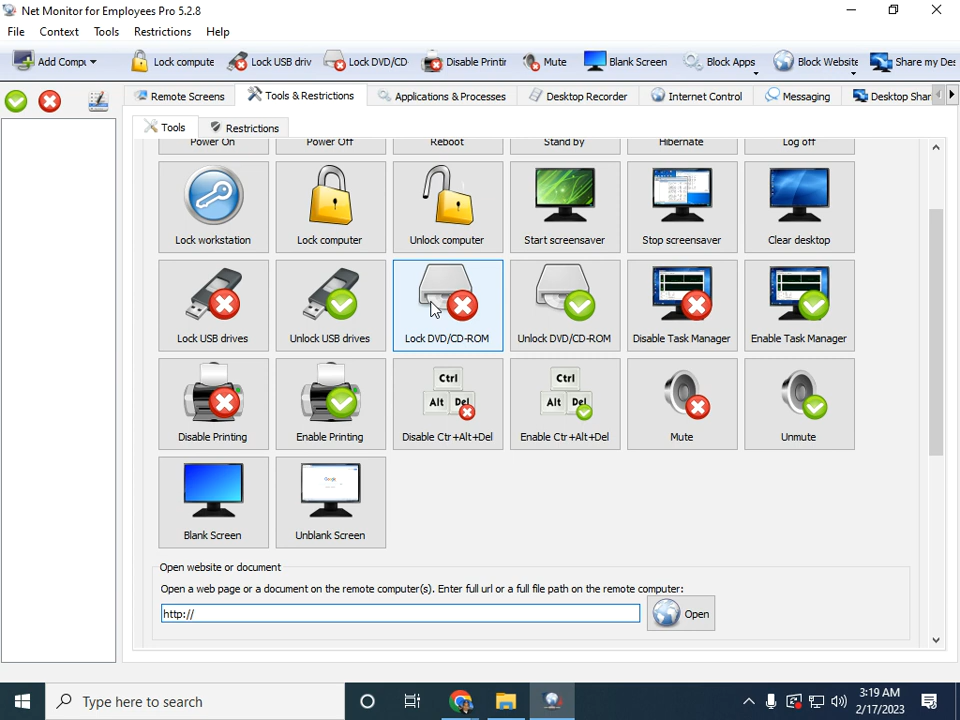 Net Monitor for Employees Pro 5.2.8
File Context Tools Restrictions Help
Add Compu Lock compute Lock USB driv Lock DVD/CD- Disable Printin Mute Blank Screen Block Apps Block Website Share my Des
Remote Screens Tools & Restrictions Applications & Processes Desktop Recorder Internet Control Messaging Desktop Shar
Tools Restrictions
Power On Power Off Reboot Stand by Hibernate Log off
Lock workstation Lock computer Unlock computer Start screensaver Stop screensaver Clear desktop
Lock USB drives Unlock USB drives Lock DVD/CD-ROM Unlock DVD/CD-ROM Disable Task Manager Enable Task Manager
Ctrl Alt Del Ctrl Alt Del
Disable Printing Enable Printing Disable Ctr+Alt+Del Enable Ctr+Alt+Del Mute Unmute
Blank Screen Unblank Screen
Open website or document
Open a web page or a document on the remote computer(s). Enter full url or a full file path on the remote computer:
http:// Open
Type here to search
3:19 AM
2/17/2023